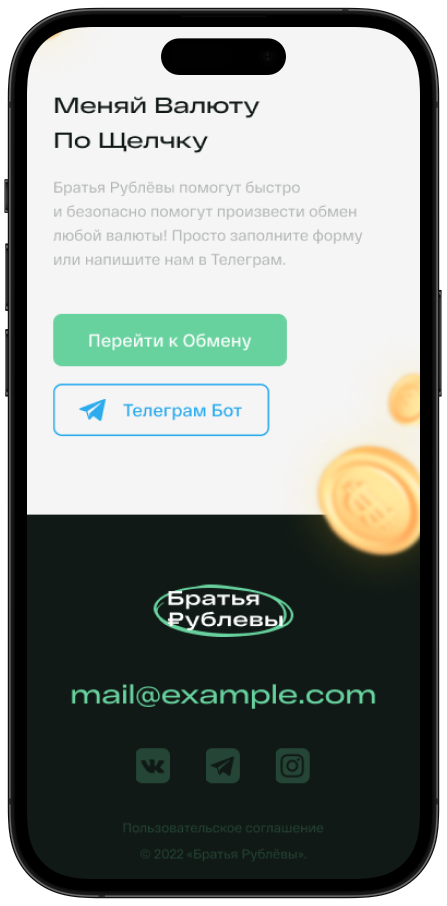 Меняй Валюту
По Щелчку
Братья Рублёвы помогут быстро
и безопасно помогут произвести обмен
любой валюты! Просто заполните форму
или напишите нам в Телеграм.
Перейти к Обмену
Телеграм Бот
Братья
₽ублевы
mail@example.com
Пользовательское соглашение
© 2022 «Братья Рублёвы».